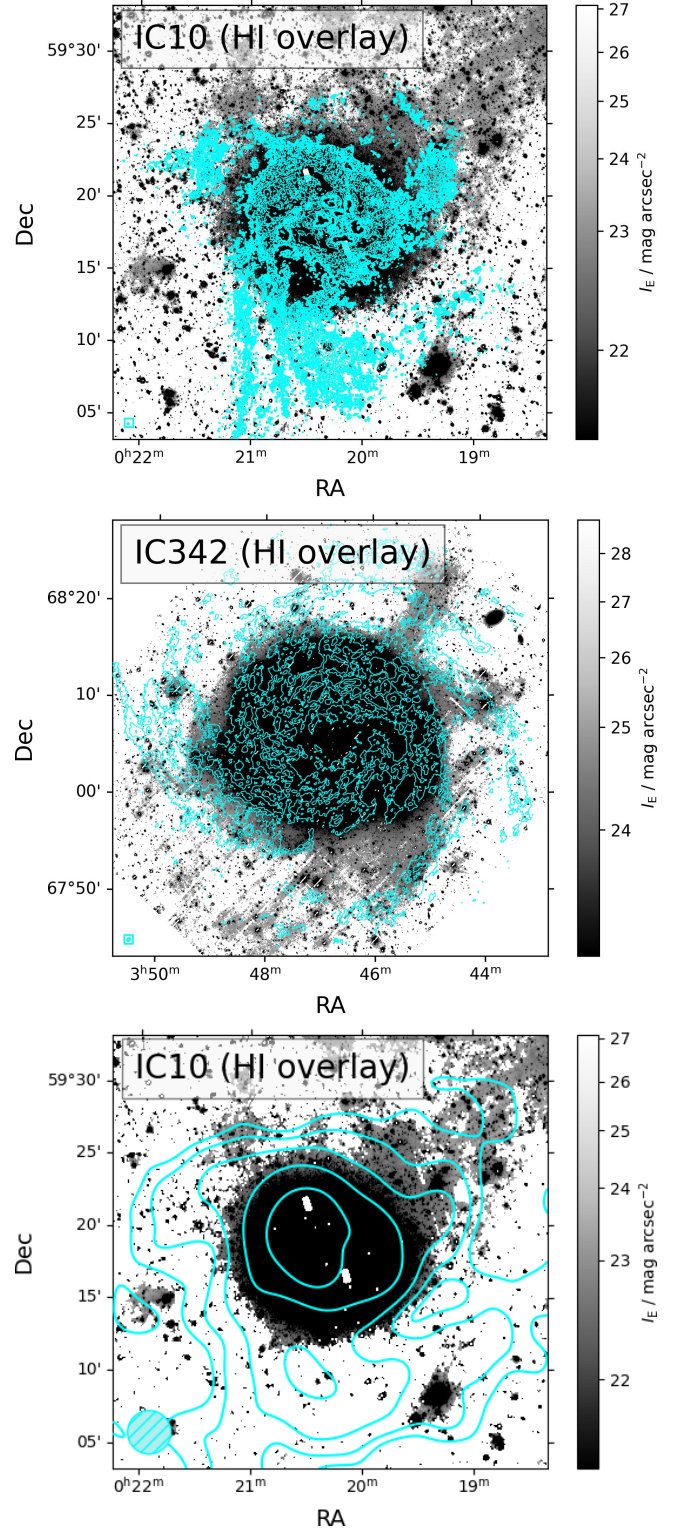 IC10 (HI overlay)
59°30'
25'
20'
15'
10'
05'
Dec
0ʰ22ᵐ 21ᵐ 20ᵐ 19ᵐ
RA
27
26
25
24
23
22
I_E / mag arcsec⁻²
IC342 (HI overlay)
68°20'
10'
00'
67°50'
Dec
3ʰ50ᵐ 48ᵐ 46ᵐ 44ᵐ
RA
28
27
26
25
24
I_E / mag arcsec⁻²
IC10 (HI overlay)
59°30'
25'
20'
15'
10'
05'
Dec
0ʰ22ᵐ 21ᵐ 20ᵐ 19ᵐ
RA
27
26
25
24
23
22
I_E / mag arcsec⁻²